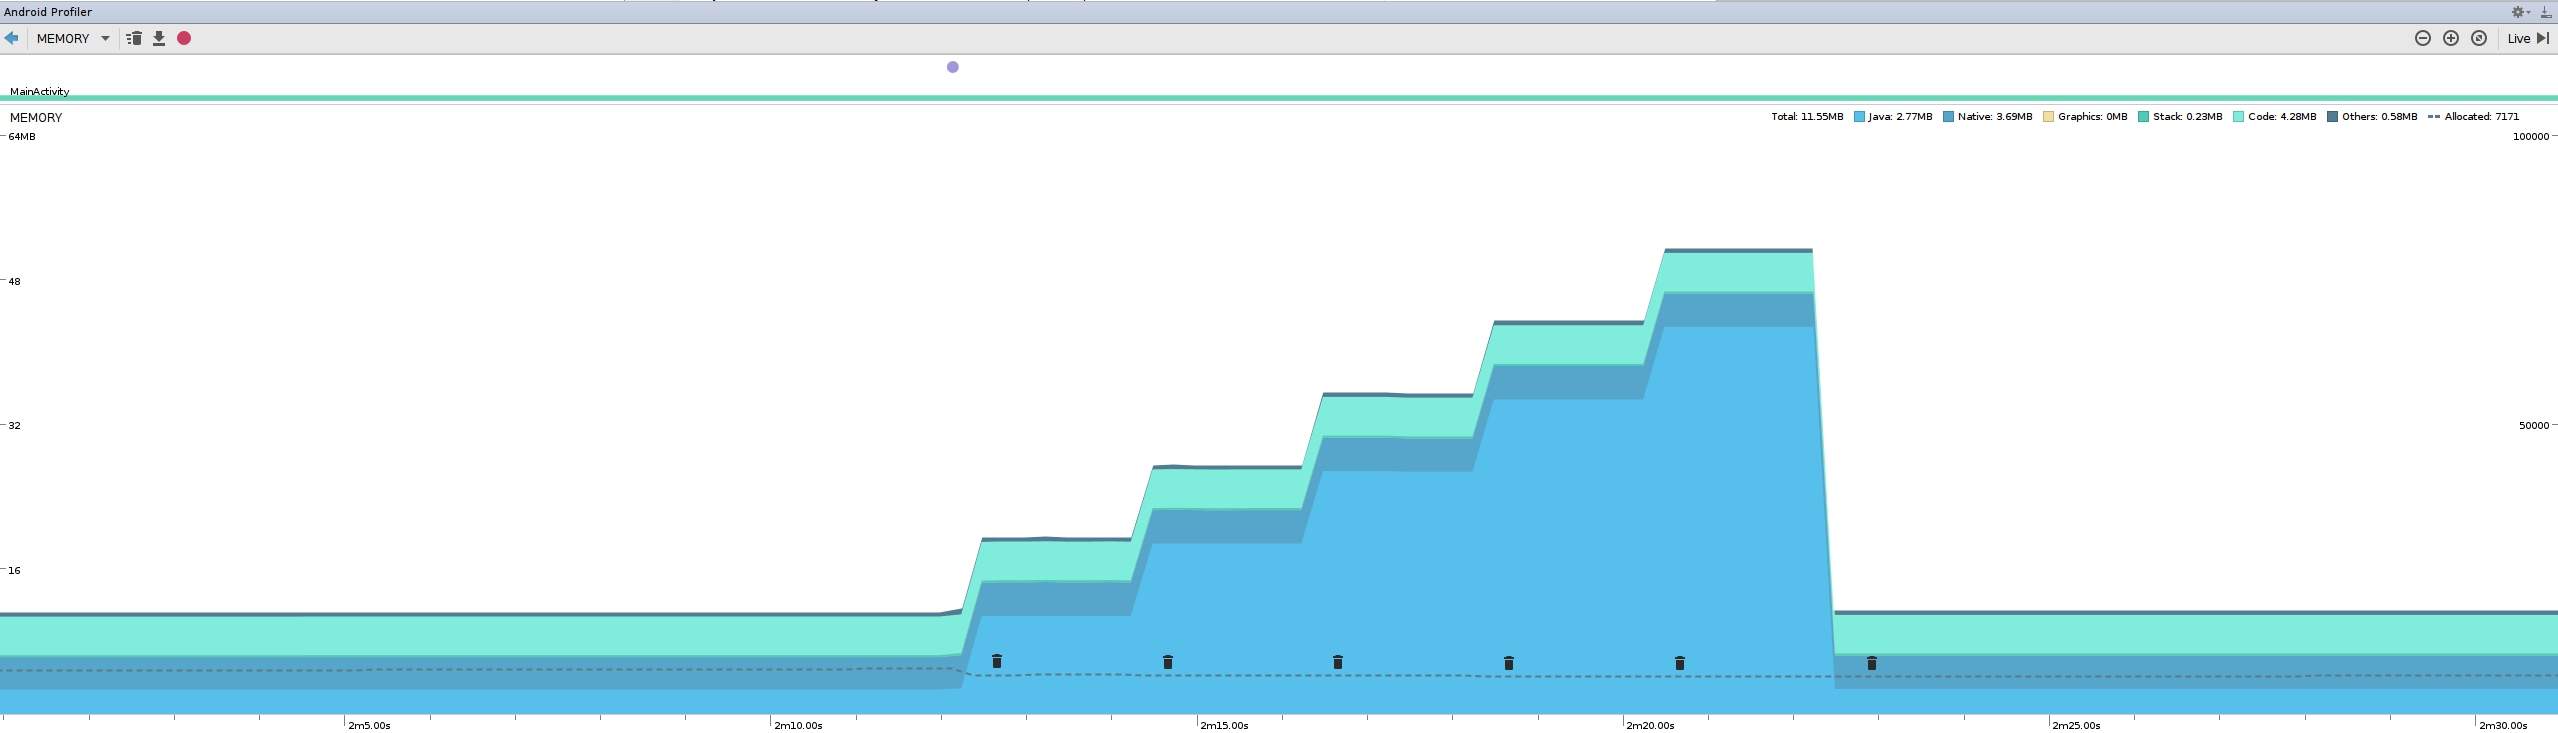 Android Profiler
MEMORY Live
MainActivity
MEMORY Total: 11.55MB Java: 2.77MB Native: 3.69MB Graphics: 0MB Stack: 0.23MB Code: 4.28MB Others: 0.58MB Allocated: 7171
64MB 100000
48
32 50000
16
2m5.00s 2m10.00s 2m15.00s 2m20.00s 2m25.00s 2m30.00s